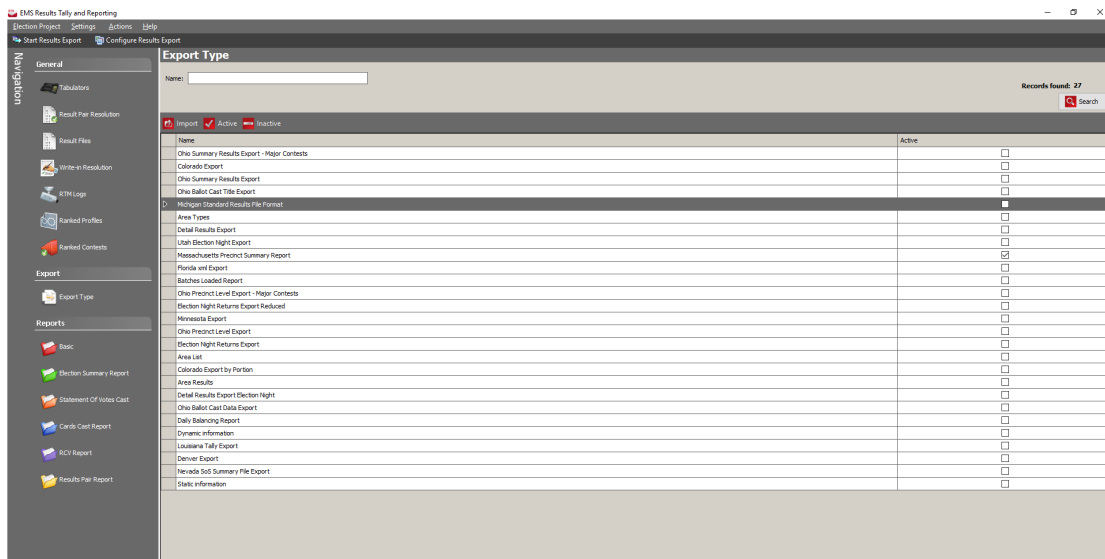 EMS Results Tally and Reporting
Election Project Settings Actions Help
Start Results Export Configure Results Export
Navigation
General
Tabulators
Result Pair Resolution
Result Files
Write-in Resolution
RTM Logs
Ranked Profiles
Ranked Contests
Export
Export Type
Reports
Basic
Election Summary Report
Statement Of Votes Cast
Cards Cast Report
RCV Report
Results Pair Report
Export Type
Name:
Records found: 27
Search
Import Active Inactive
Name Active
Ohio Summary Results Export - Major Contests
Colorado Export
Ohio Summary Results Export
Ohio Ballot Cast Title Export
Michigan Standard Results File Format
Area Types
Detail Results Export
Utah Election Night Export
Massachusetts Precinct Summary Report
Florida xml Export
Batches Loaded Report
Ohio Precinct Level Export - Major Contests
Election Night Returns Export Reduced
Minnesota Export
Ohio Precinct Level Export
Election Night Returns Export
Area List
Colorado Export by Portion
Area Results
Detail Results Export Election Night
Ohio Ballot Cast Data Export
Daily Balancing Report
Dynamic information
Louisiana Tally Export
Denver Export
Nevada SoS Summary File Export
Static information